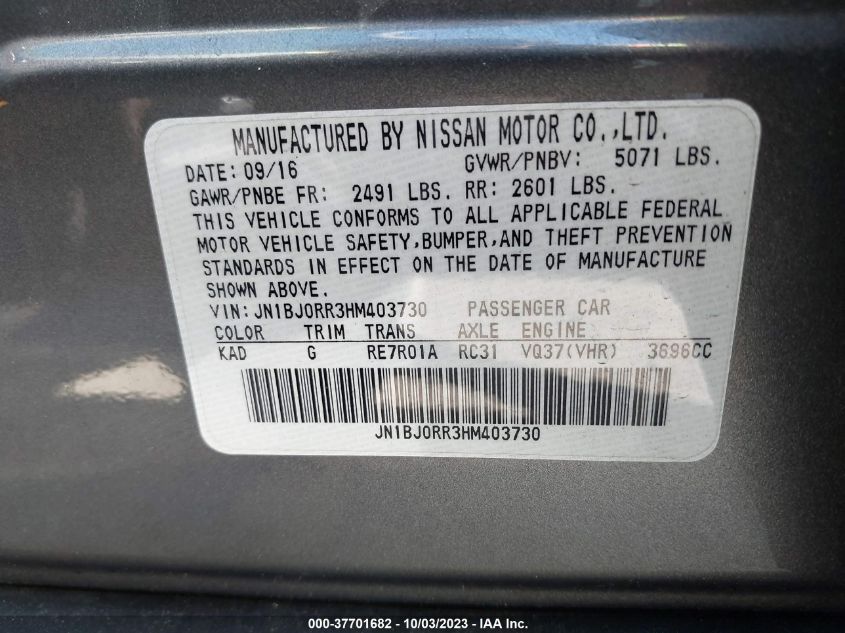 MANUFACTURED BY NISSAN MOTOR CO.,LTD.
DATE: 09/16 GVWR/PNBV: 5071 LBS.
GAWR/PNBE FR: 2491 LBS. RR: 2601 LBS.
THIS VEHICLE CONFORMS TO ALL APPLICABLE FEDERAL
MOTOR VEHICLE SAFETY,BUMPER,AND THEFT PREVENTION
STANDARDS IN EFFECT ON THE DATE OF MANUFACTURE
SHOWN ABOVE.
VIN:JN1BJ0RR3HM403730 PASSENGER CAR
COLOR TRIM TRANS AXLE ENGINE
KAD G RE7R01A RC31 VQ37(VHR) 3696CC
JN1BJ0RR3HM403730
000-37701682 - 10/03/2023 - IAA Inc.